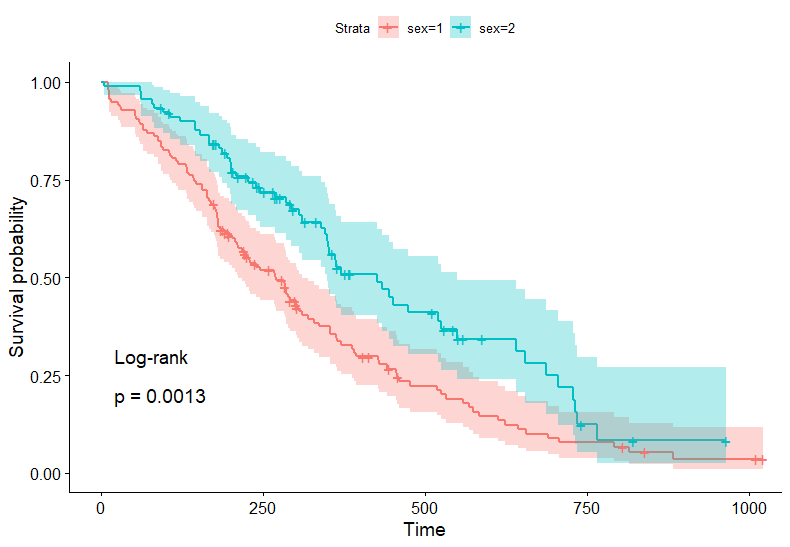 Strata sex=1 sex=2
1.00
0.75
0.50
0.25
0.00
Survival probability
Log-rank
p = 0.0013
0 250 500 750 1000
Time